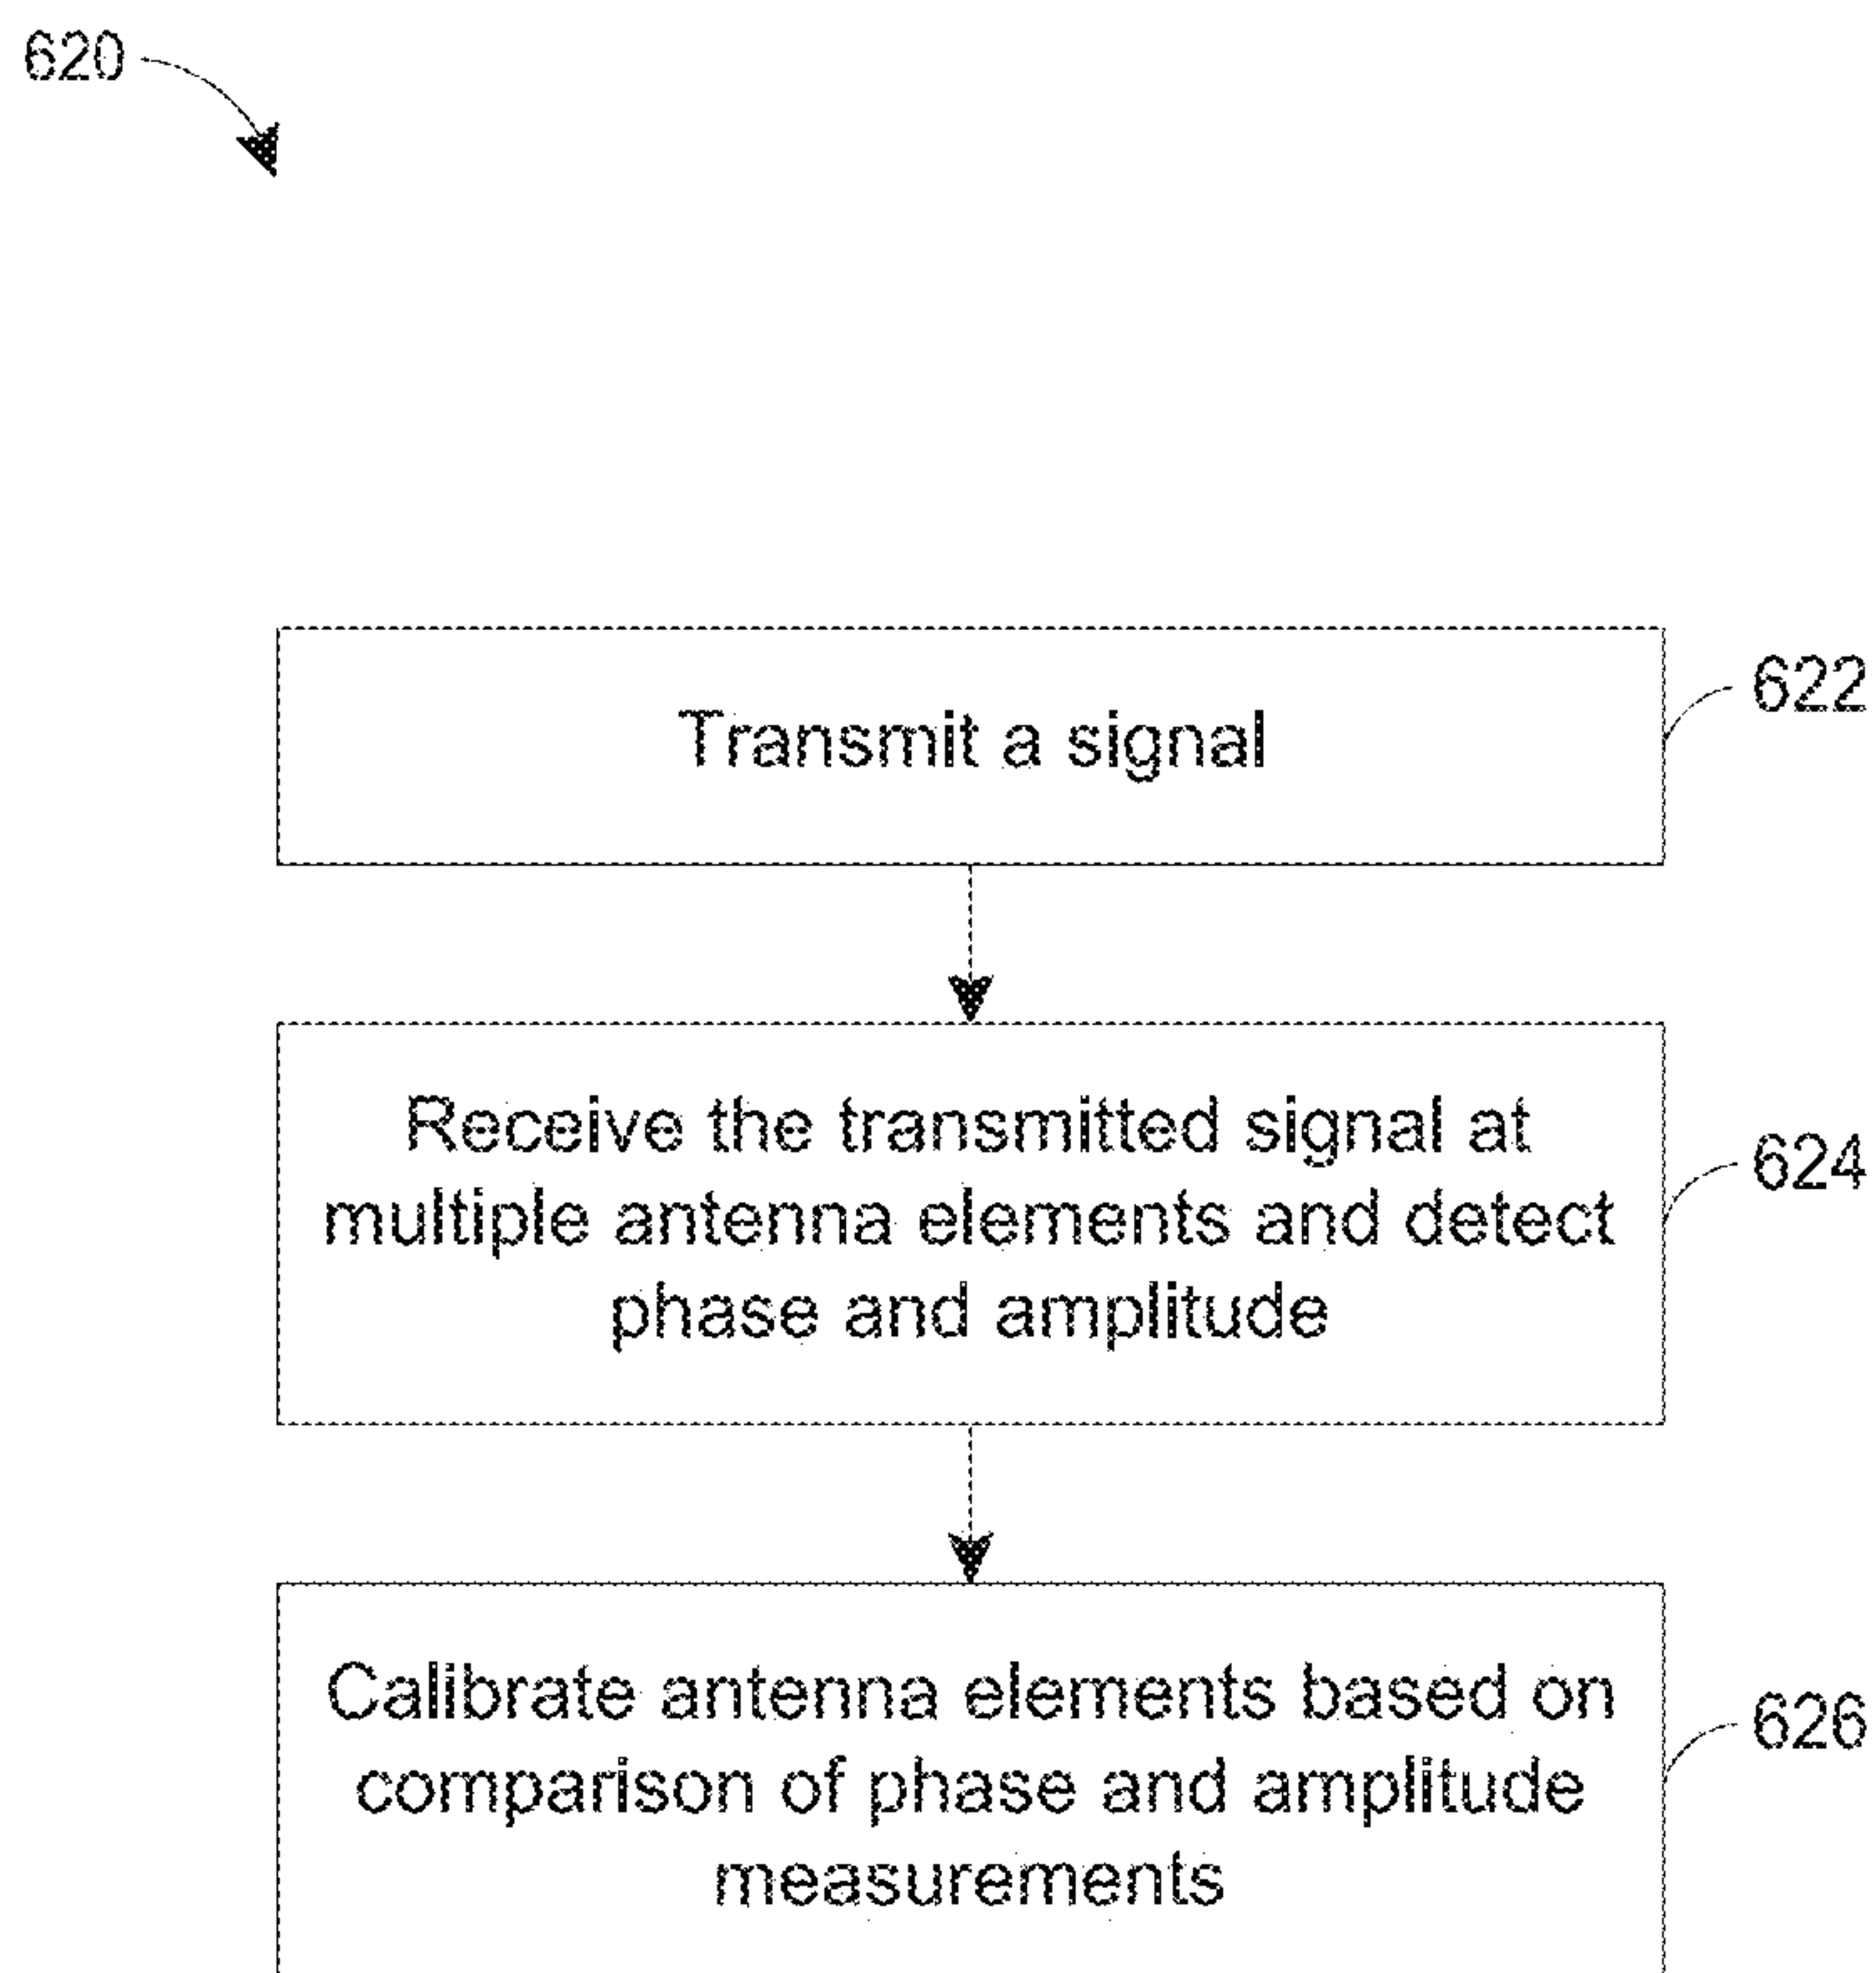 620
Transmit a signal
622
Receive the transmitted signal at
multiple antenna elements and detect
phase and amplitude
624
Calibrate antenna elements based on
comparison of phase and amplitude
measurements
626